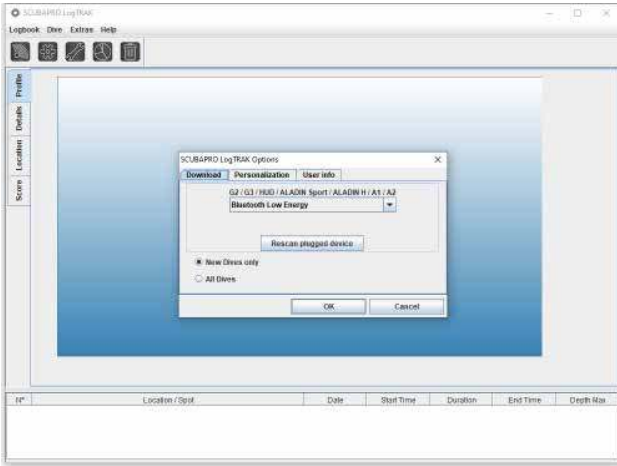 SCUBAPRO LogTRAK
Logbook Dive Extras Help
Profile
Details
Location
Score
SCUBAPRO LogTRAK Options
Download Personalization User info
G2 / G3 / HUD / ALADIN Sport / ALADIN H / A1 / A2
Bluetooth Low Energy
Rescan plugged device
New Dives only
All Dives
OK Cancel
N° Location / Spot Date Start Time Duration End Time Depth Max